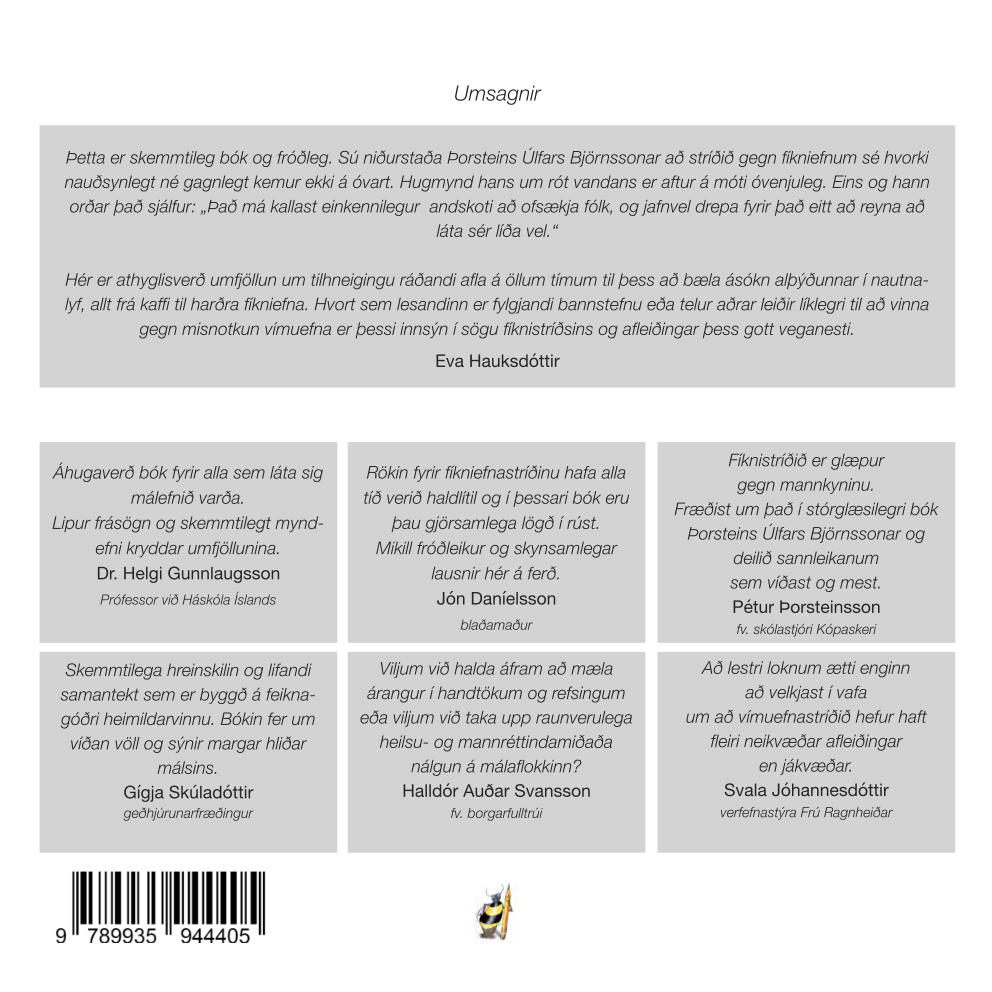 Umsagnir
Þetta er skemmtileg bók og fróðleg. Sú niðurstaða Þorsteins Úlfars Björnssonar að stríðið gegn fíkniefnum sé hvorki
nauðsynlegt né gagnlegt kemur ekki á óvart. Hugmynd hans um rót vandans er aftur á móti óvenjuleg. Eins og hann
orðar það sjálfur: „Það má kallast einkennilegur andskoti að ofsækja fólk, og jafnvel drepa fyrir það eitt að reyna að
láta sér líða vel.“
Hér er athyglisverð umfjöllun um tilhneigingu ráðandi afla á öllum tímum til þess að bæla ásókn alþýðunnar í nautna-
lyf, allt frá kaffi til harðra fíkniefna. Hvort sem lesandinn er fylgjandi bannstefnu eða telur aðrar leiðir líklegri til að vinna
gegn misnotkun vímuefna er þessi innsýn í sögu fíknistríðsins og afleiðingar þess gott veganesti.
Eva Hauksdóttir
Áhugaverð bók fyrir alla sem láta sig
málefnið varða.
Lipur frásögn og skemmtilegt mynd-
efni kryddar umfjöllunina.
Dr. Helgi Gunnlaugsson
Prófessor við Háskóla Íslands
Rökin fyrir fíkniefnastríðinu hafa alla
tíð verið haldlítil og í þessari bók eru
þau gjörsamlega lögð í rúst.
Mikill fróðleikur og skynsamlegar
lausnir hér á ferð.
Jón Daníelsson
blaðamaður
Fíknistríðið er glæpur
gegn mannkyninu.
Fræðist um það í stórglæsilegri bók
Þorsteins Úlfars Björnssonar og
deilið sannleikanum
sem víðast og mest.
Pétur Þorsteinsson
fv. skólastjóri Kópaskeri
Skemmtilega hreinskilin og lifandi
samantekt sem er byggð á feikna-
góðri heimildarvinnu. Bókin fer um
víðan völl og sýnir margar hliðar
málsins.
Gígja Skúladóttir
geðhjúrunarfræðingur
Viljum við halda áfram að mæla
árangur í handtökum og refsingum
eða viljum við taka upp raunverulega
heilsu- og mannréttindamiðaða
nálgun á málaflokkinn?
Halldór Auðar Svansson
fv. borgarfulltrúi
Að lestri loknum ætti enginn
að velkjast í vafa
um að vímuefnastríðið hefur haft
fleiri neikvæðar afleiðingar
en jákvæðar.
Svala Jóhannesdóttir
verfefnastýra Frú Ragnheiðar
9 789935 944405